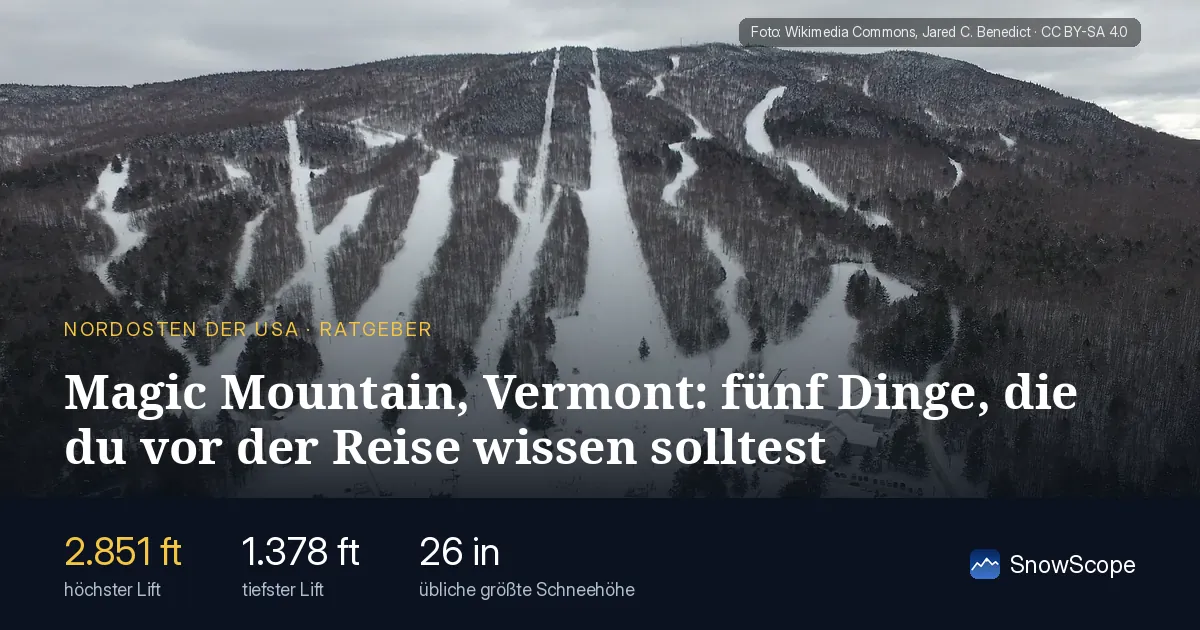 Foto: Wikimedia Commons, Jared C. Benedict · CC BY-SA 4.0
NORDOSTEN DER USA · RATGEBER
Magic Mountain, Vermont: fünf Dinge, die
du vor der Reise wissen solltest
2.851 ft
höchster Lift
1.378 ft
tiefster Lift
26 in
übliche größte Schneehöhe
SnowScope